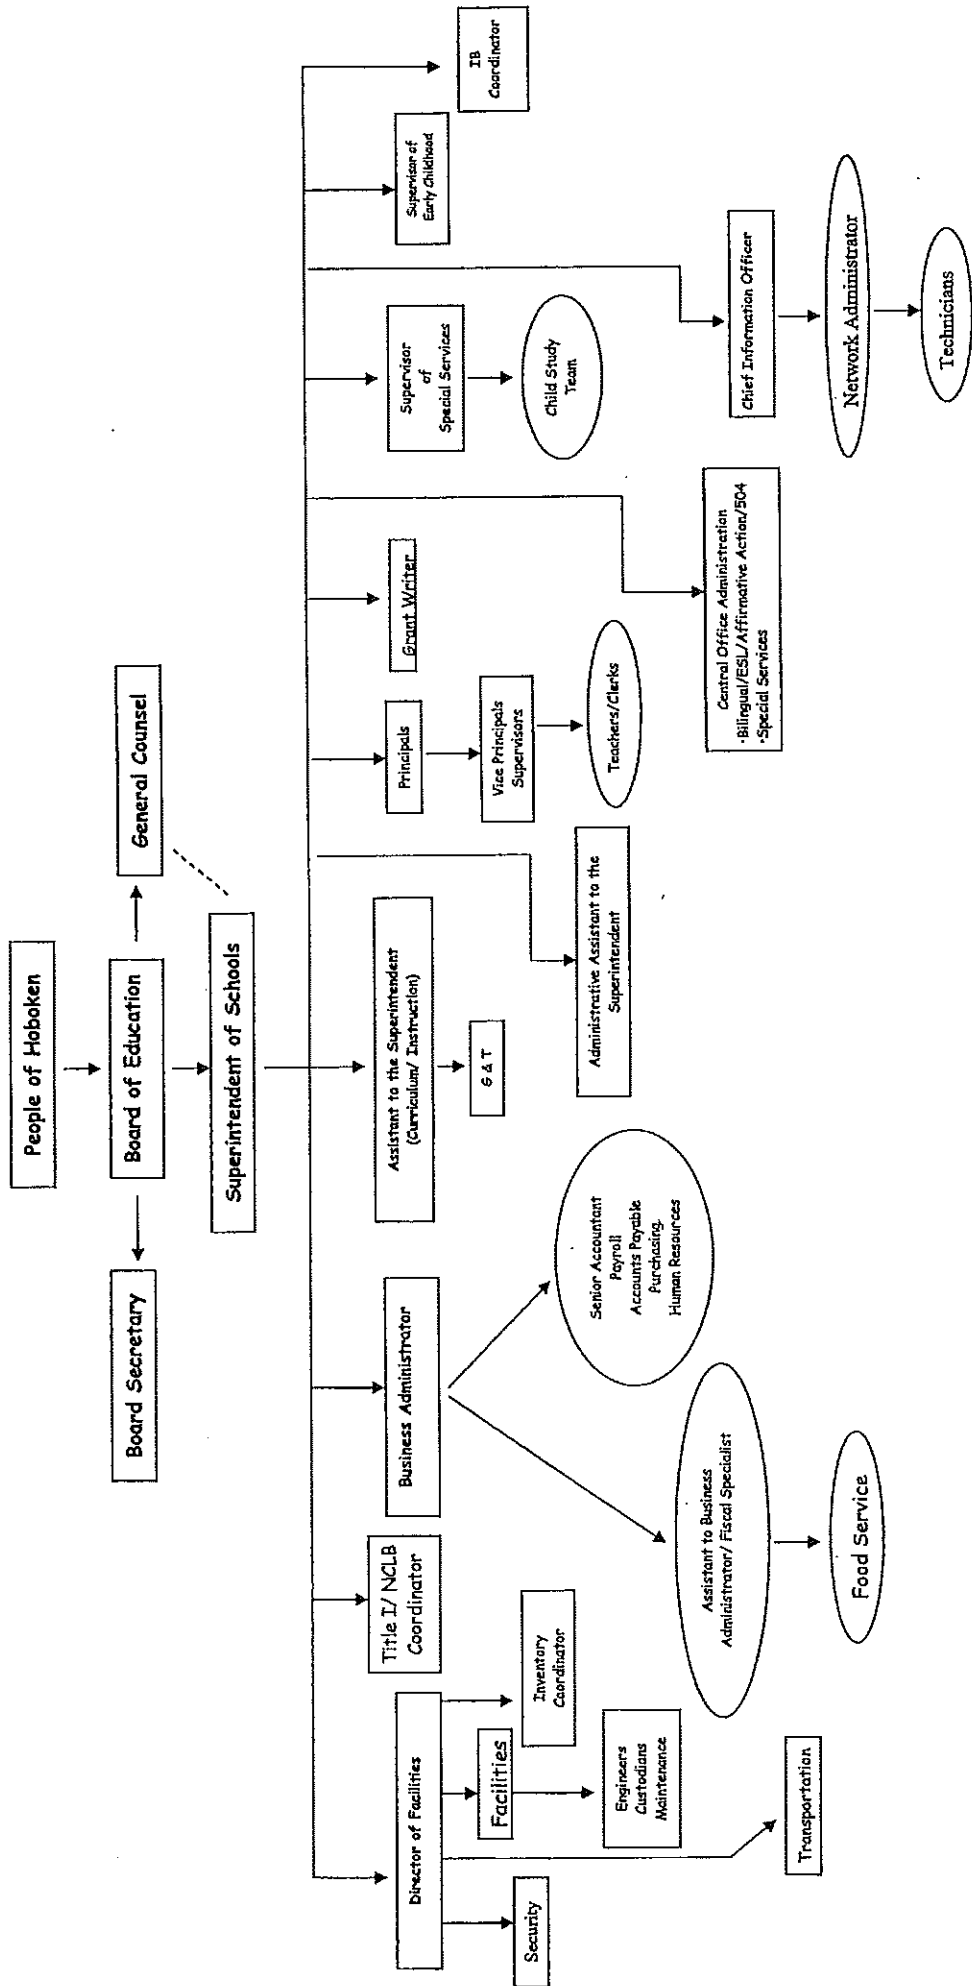 People of Hoboken
Board Secretary
Board of Education
General Counsel
Superintendent of Schools
Director of Facilities
Title I/ NCLB
Coordinator
Business Administrator
Assistant to the Superintendent
(Curriculum/ Instruction)
Principals
Grant Writer
Supervisor
of
Special Services
Supervisor of
Early Childhood
IB
Coordinator
Security
Facilities
Inventory
Coordinator
G & T
Vice Principals
Supervisors
Child Study
Team
Engineers
Custodians
Maintenance
Senior Accountant
Payroll
Accounts Payable
Purchasing
Human Resources
Administrative Assistant to the
Superintendent
Teachers/Clerks
Transportation
Assistant to Business
Administrator/ Fiscal Specialist
Central Office Administration
·Bilingual/ESL/Affirmative Action/504
·Special Services
Chief Information Officer
Food Service
Network Administrator
Technicians